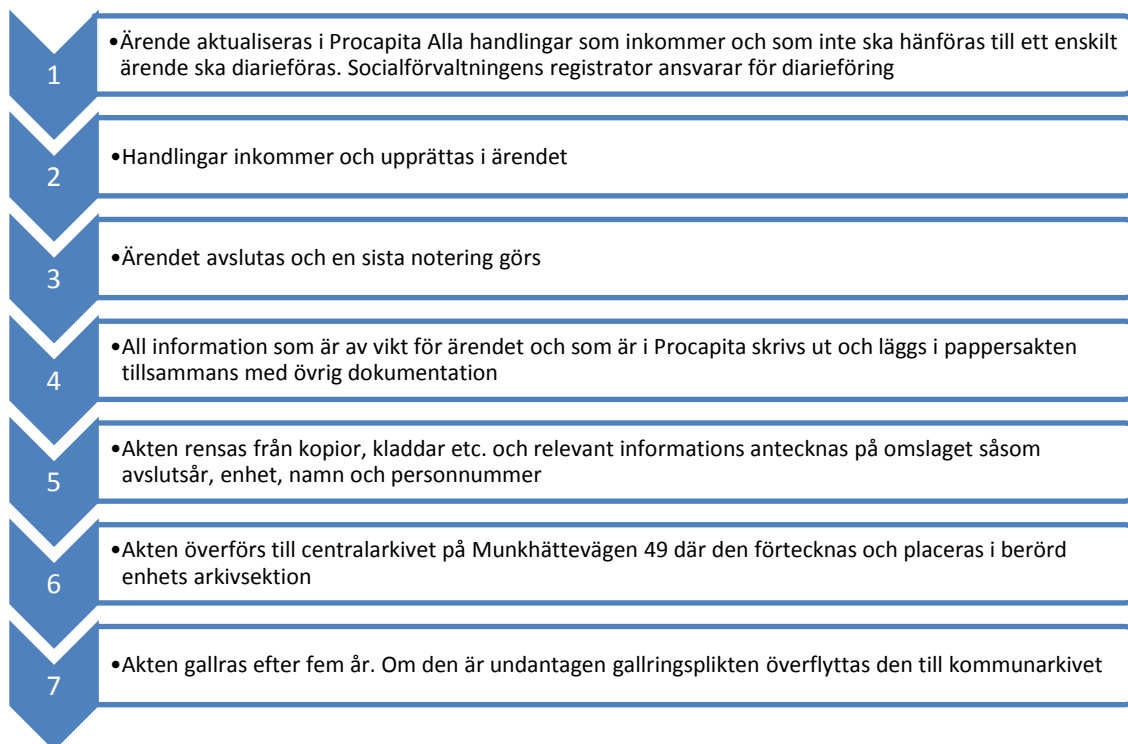 1
•Ärende aktualiseras i Procapita Alla handlingar som inkommer och som inte ska hänföras till ett enskilt
ärende ska diarieföras. Socialförvaltningens registrator ansvarar för diarieföring
2
•Handlingar inkommer och upprättas i ärendet
3
•Ärendet avslutas och en sista notering görs
4
•All information som är av vikt för ärendet och som är i Procapita skrivs ut och läggs i pappersakten
tillsammans med övrig dokumentation
5
•Akten rensas från kopior, kladdar etc. och relevant informations antecknas på omslaget såsom
avslutsår, enhet, namn och personnummer
6
•Akten överförs till centralarkivet på Munkhättevägen 49 där den förtecknas och placeras i berörd
enhets arkivsektion
7
•Akten gallras efter fem år. Om den är undantagen gallringsplikten överflyttas den till kommunarkivet